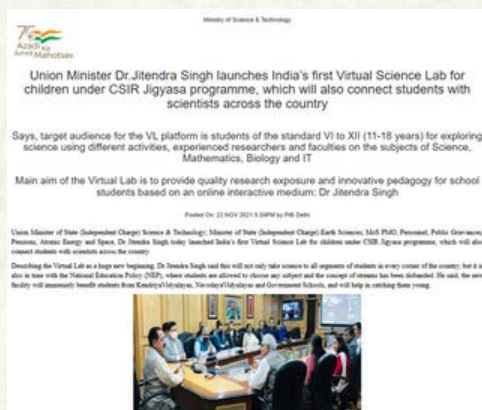 Ministry of Science & Technology
Azadi Ka
Amrit Mahotsav
Union Minister Dr.Jitendra Singh launches India's first Virtual Science Lab for
children under CSIR Jigyasa programme, which will also connect students with
scientists across the country
Says, target audience for the VL platform is students of the standard VI to XII (11-18 years) for exploring
science using different activities, experienced researchers and faculties on the subjects of Science,
Mathematics, Biology and IT
Main aim of the Virtual Lab is to provide quality research exposure and innovative pedagogy for school
students based on an online interactive medium: Dr Jitendra Singh
Posted On: 22 NOV 2021 5:59PM by PIB Delhi
Union Minister of State (Independent Charge) Science & Technology; Minister of State (Independent Charge) Earth Sciences; MoS PMO, Personnel, Public Grievances,
Pensions, Atomic Energy and Space, Dr Jitendra Singh today launched India's first Virtual Science Lab for children under CSIR Jigyasa programme, which will also
connect students with scientists across the country.
Describing the Virtual Lab as a huge new beginning, Dr Jitendra Singh said this will not only take science to all segments of students in every corner of the country, but it is
also in tune with the National Education Policy (NEP), where students are allowed to choose any subject and the concept of streams has been disbanded. He said, the new
facility will immensely benefit students from KendriyaVidyalayas, NavodayaVidyalayas and Government Schools, and will help in catching them young.